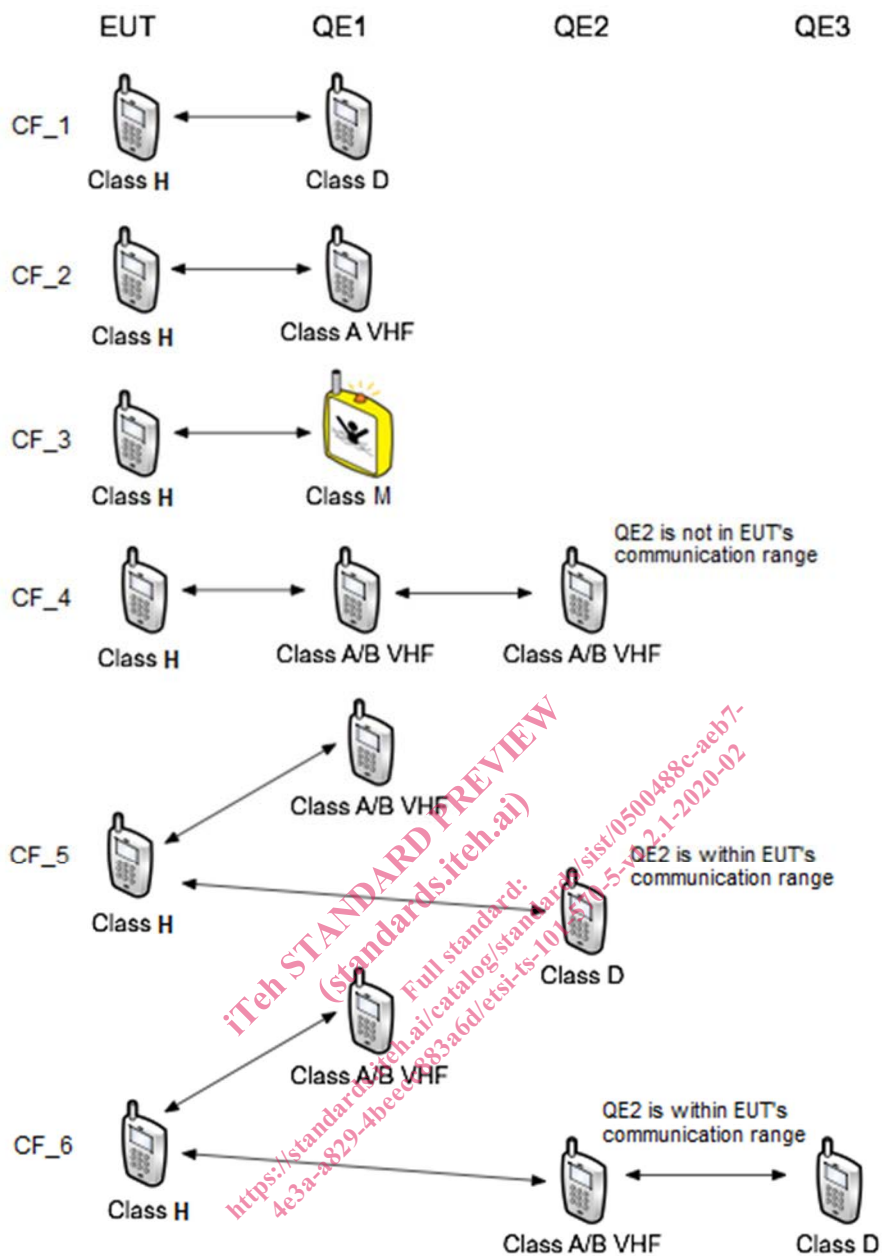 EUT QE1 QE2 QE3
CF_1
Class H Class D
CF_2
Class H Class A VHF
CF_3
Class H Class M
QE2 is not in EUT's
communication range
CF_4
Class H Class A/B VHF Class A/B VHF
Class A/B VHF
CF_5
QE2 is within EUT's
communication range
Class H
Class D
Class A/B VHF
QE2 is within EUT's
communication range
CF_6
Class H
Class A/B VHF Class D
iTeh STANDARD PREVIEW
(standards.iteh.ai)
Full standard: